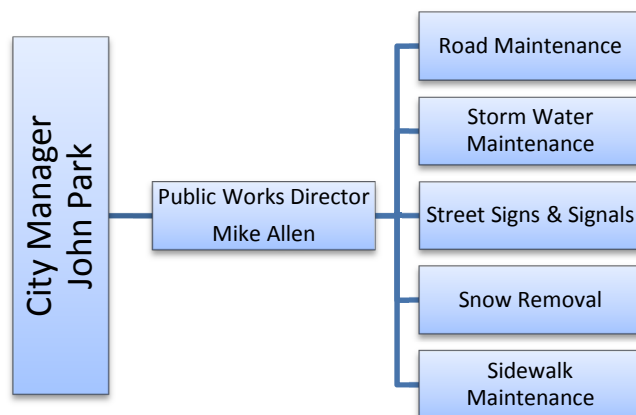 City Manager
John Park
Public Works Director
Mike Allen
Road Maintenance
Storm Water
Maintenance
Street Signs & Signals
Snow Removal
Sidewalk
Maintenance